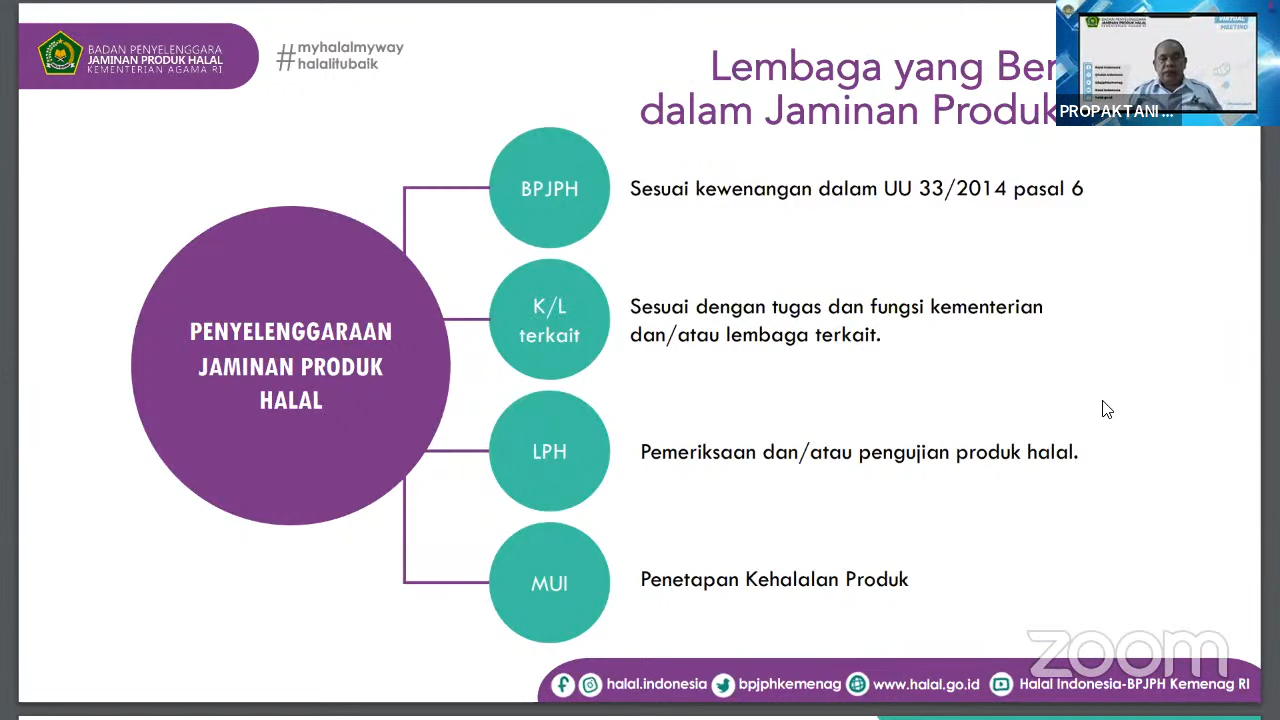 BADAN PENYELENGGARA
JAMINAN PRODUK HALAL
KEMENTERIAN AGAMA RI
#myhalalmyway
halalitubaik
Lembaga yang Ber
dalam Jaminan Produk
VIRTUAL
MEETING
PROPAKTANI ...
PENYELENGGARAAN
JAMINAN PRODUK
HALAL
BPJPH
Sesuai kewenangan dalam UU 33/2014 pasal 6
K/L
terkait
Sesuai dengan tugas dan fungsi kementerian
dan/atau lembaga terkait.
LPH
Pemeriksaan dan/atau pengujian produk halal.
MUI
Penetapan Kehalalan Produk
zoom
halal.indonesia bpjphkemenag www.halal.go.id Halal Indonesia-BPJPH Kemenag RI